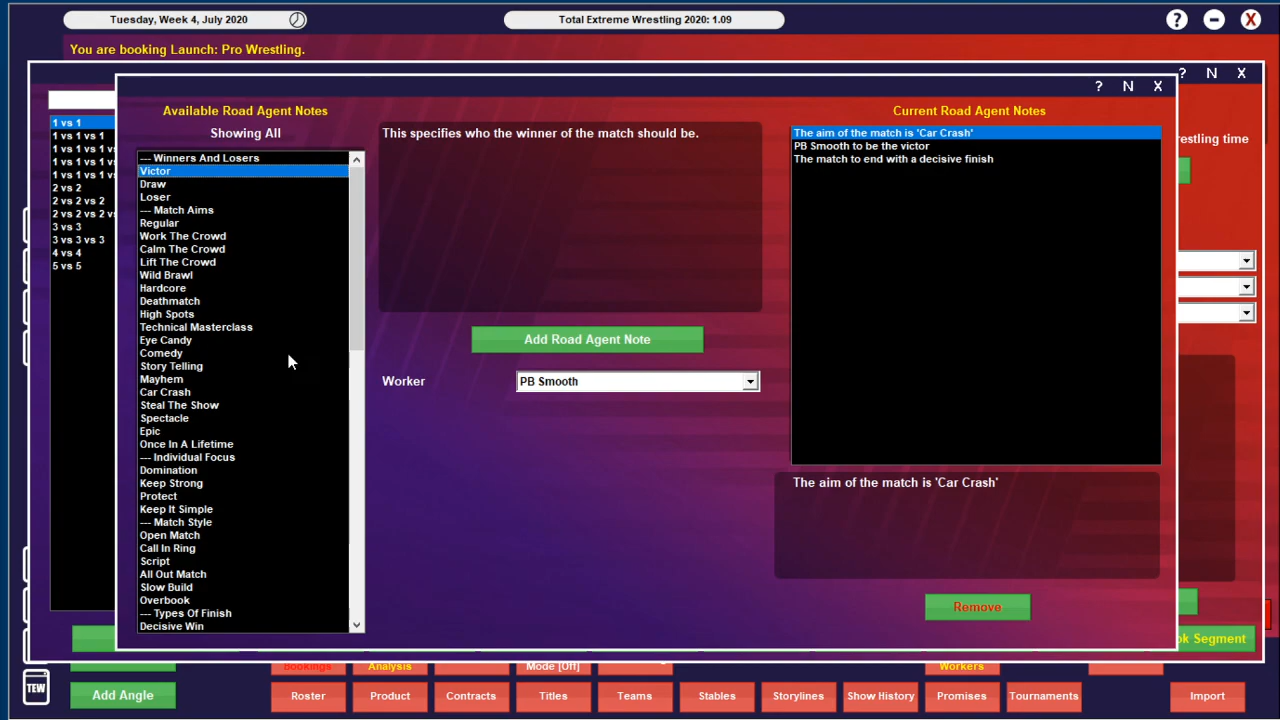 Tuesday, Week 4, July 2020
Total Extreme Wrestling 2020: 1.09
?
X
You are booking Launch: Pro Wrestling.
? N X
? N X
Available Road Agent Notes
Showing All
--- Winners And Losers
Victor
Draw
Loser
--- Match Aims
Regular
Work The Crowd
Calm The Crowd
Lift The Crowd
Wild Brawl
Hardcore
Deathmatch
High Spots
Technical Masterclass
Eye Candy
Comedy
Story Telling
Mayhem
Car Crash
Steal The Show
Spectacle
Epic
Once In A Lifetime
--- Individual Focus
Domination
Keep Strong
Protect
Keep It Simple
--- Match Style
Open Match
Call In Ring
Script
All Out Match
Slow Build
Overbook
--- Types Of Finish
Decisive Win
This specifies who the winner of the match should be.
Add Road Agent Note
Worker
PB Smooth
Current Road Agent Notes
The aim of the match is 'Car Crash'
PB Smooth to be the victor
The match to end with a decisive finish
The aim of the match is 'Car Crash'
Remove
1 vs 1
1 vs 1 vs 1
1 vs 1 vs 1 vs
1 vs 1 vs 1 vs
1 vs 1 vs 1 vs
2 vs 2
2 vs 2 vs 2
2 vs 2 vs 2 vs
3 vs 3
3 vs 3 vs 3
4 vs 4
5 vs 5
restling time
ok Segment
Bookings
Analysis
Mode [Off]
Workers
TEW
Add Angle
Roster
Product
Contracts
Titles
Teams
Stables
Storylines
Show History
Promises
Tournaments
Import